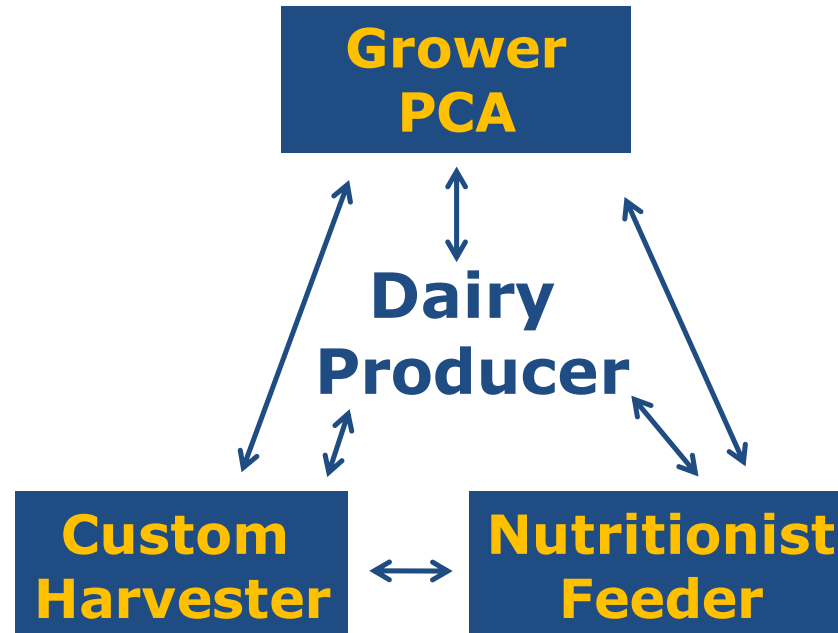 Grower
PCA
Dairy
Producer
Custom
Harvester
Nutritionist
Feeder